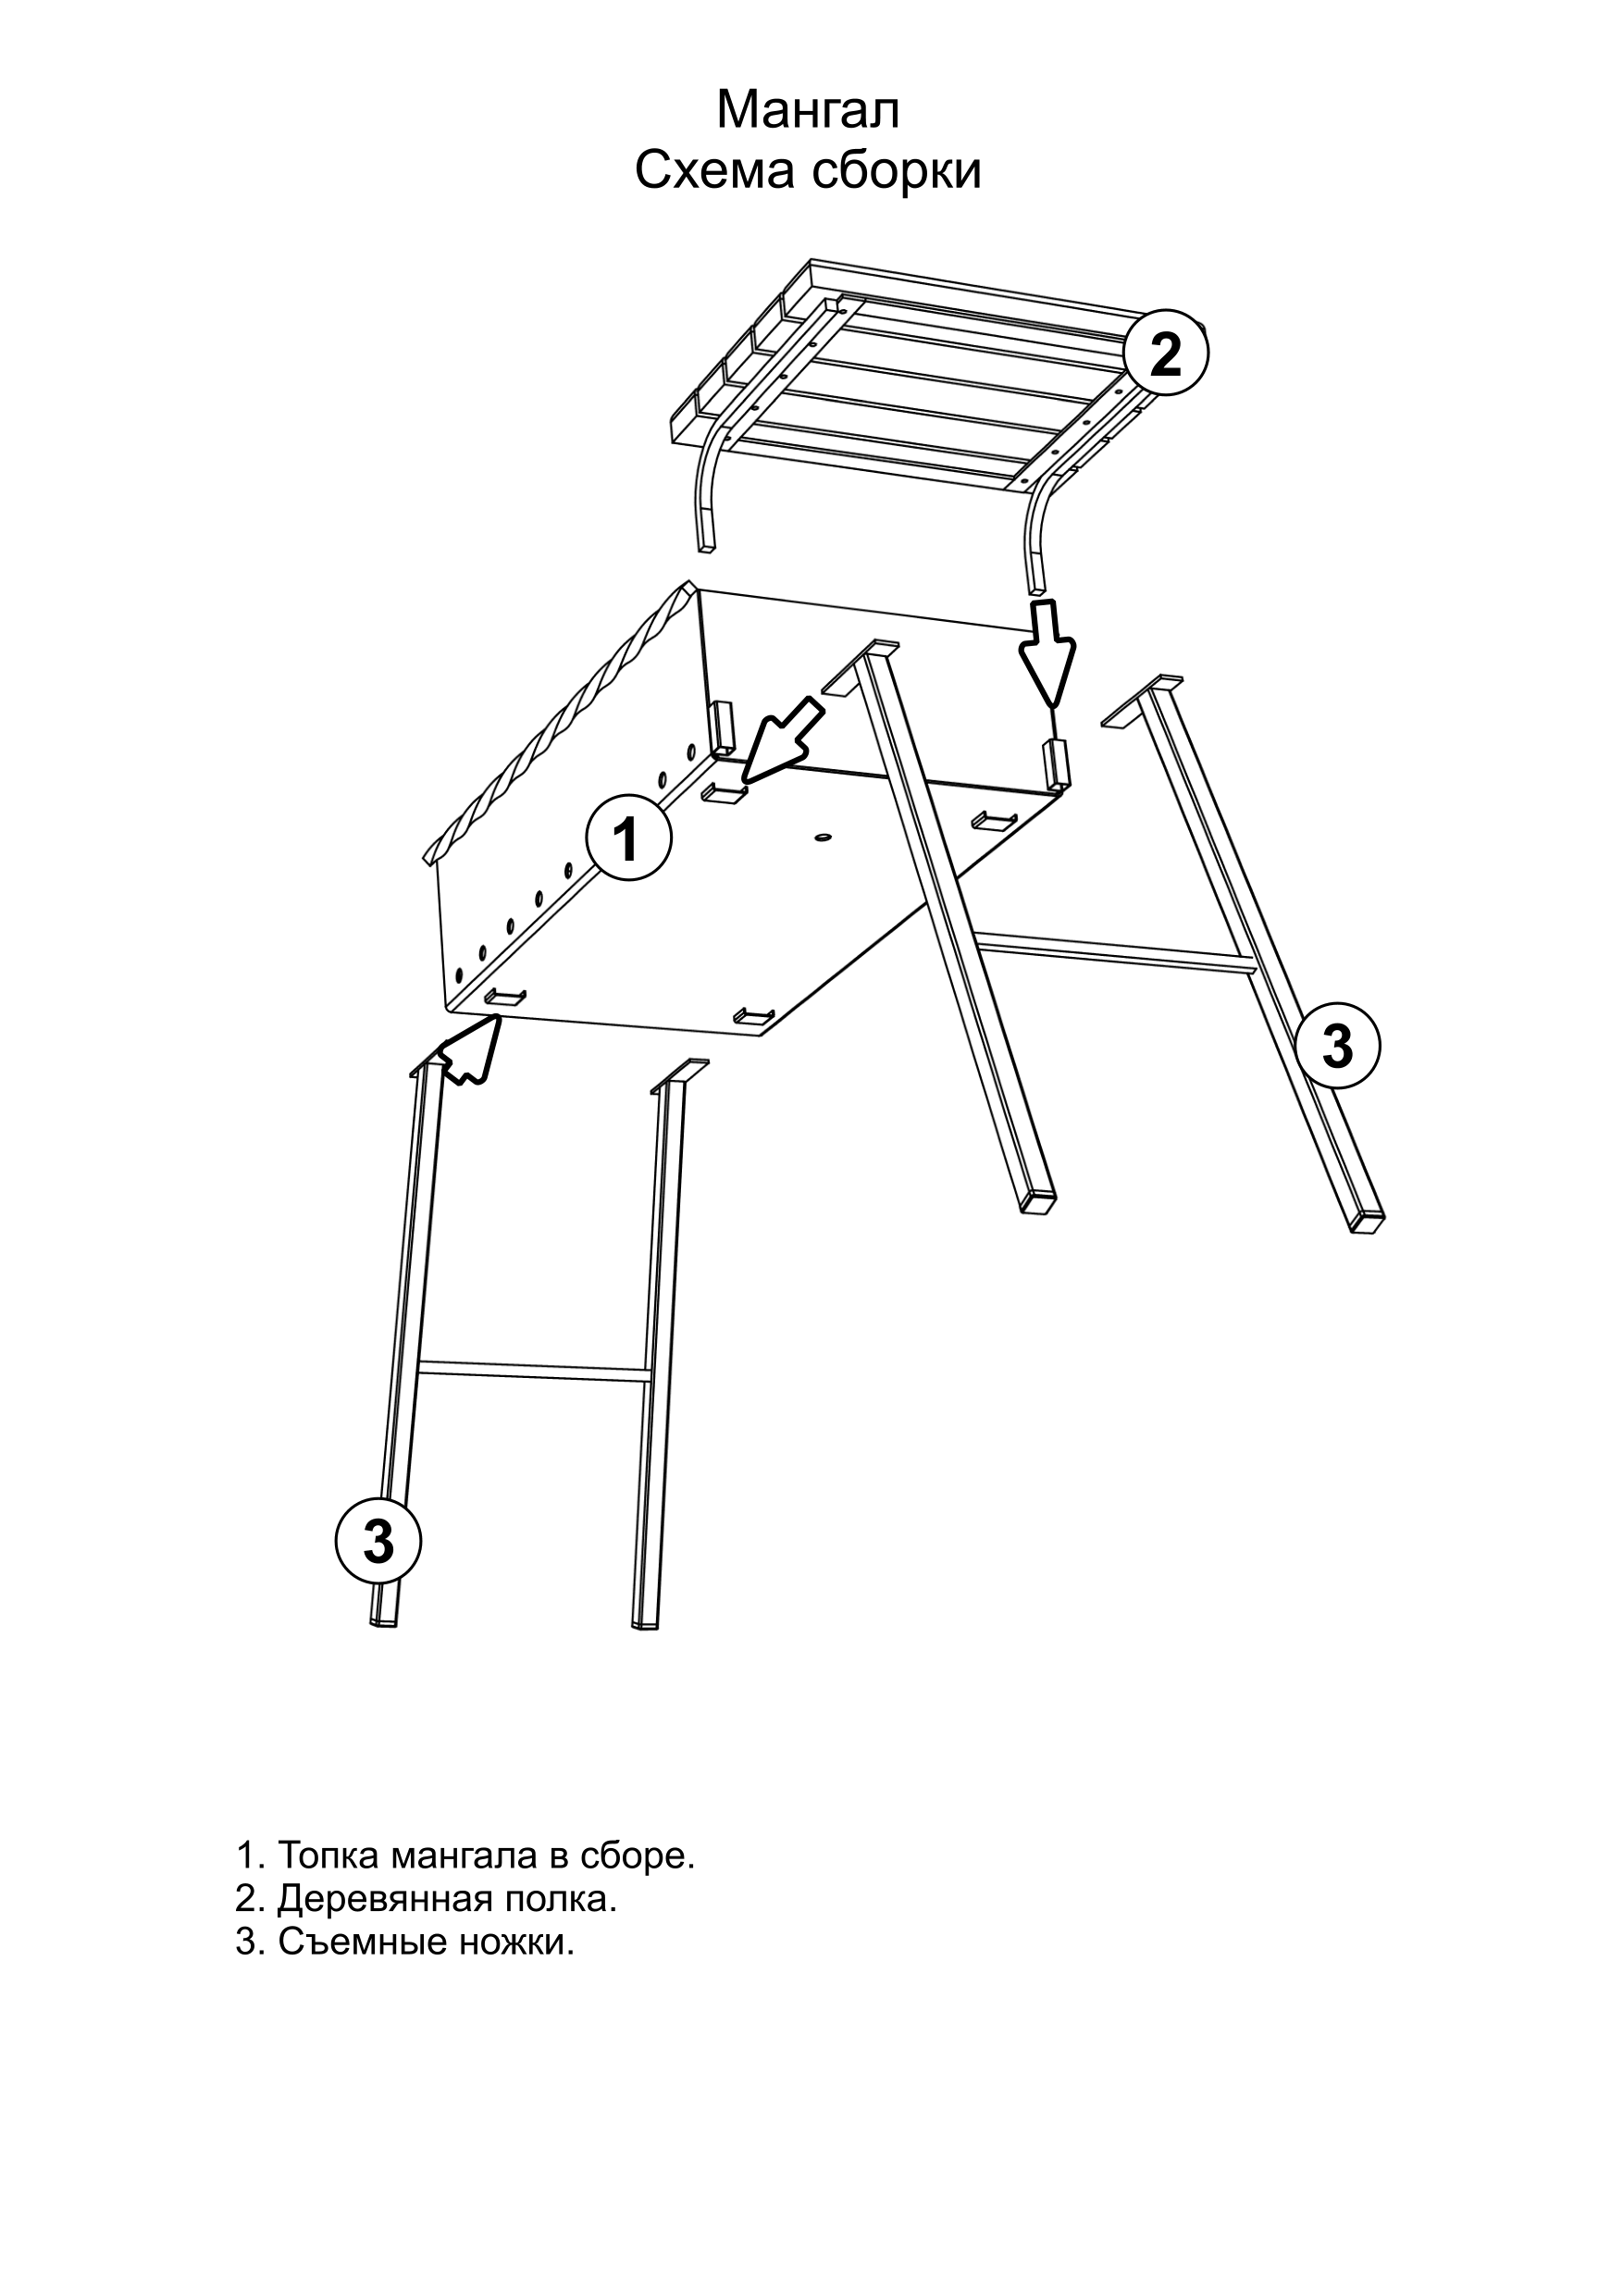 Мангал
Схема сборки
2
1
3
3
1. Топка мангала в сборе.
2. Деревянная полка.
3. Съемные ножки.